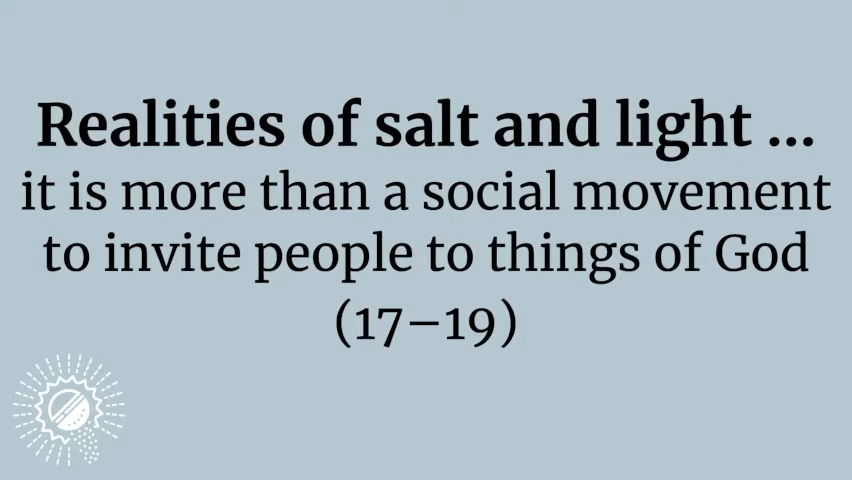 Realities of salt and light ...
it is more than a social movement
to invite people to things of God
(17–19)